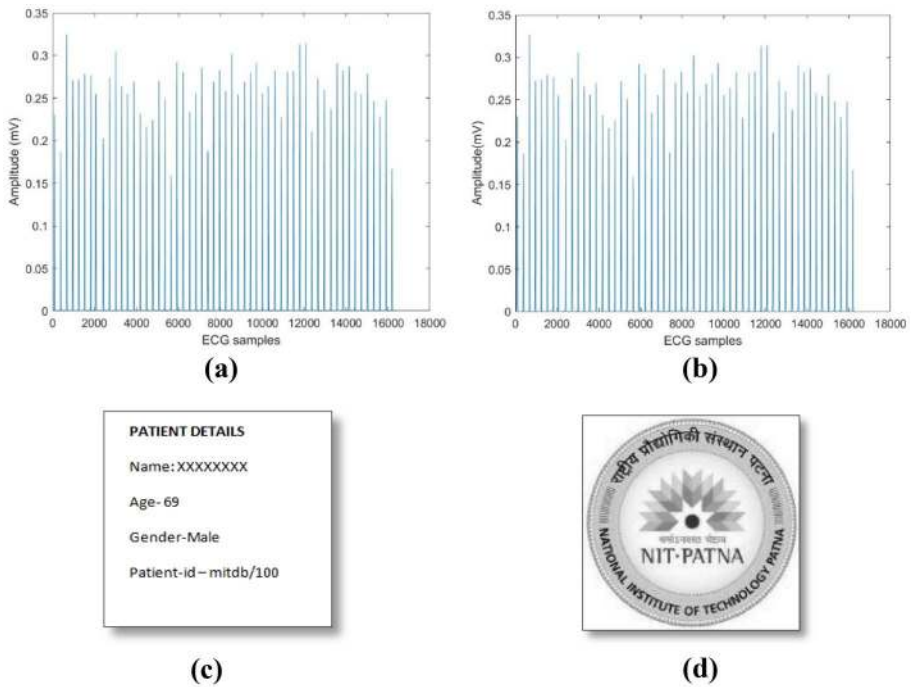 0.35
0.3
0.25
0.2
0.15
0.1
0.05
0
Amplitude (mV)
0 2000 4000 6000 8000 10000 12000 14000 16000 18000
ECG samples
(a)
0.35
0.3
0.25
0.2
0.15
0.1
0.05
0
Amplitude(mV)
0 2000 4000 6000 8000 10000 12000 14000 16000 18000
ECG samples
(b)
PATIENT DETAILS
Name: XXXXXXXX
Age- 69
Gender-Male
Patient-id – mitdb/100
(c)
राष्ट्रीय प्रौद्योगिकी संस्थान पटना
NIT-PATNA
NATIONAL INSTITUTE OF TECHNOLOGY PATNA
(d)